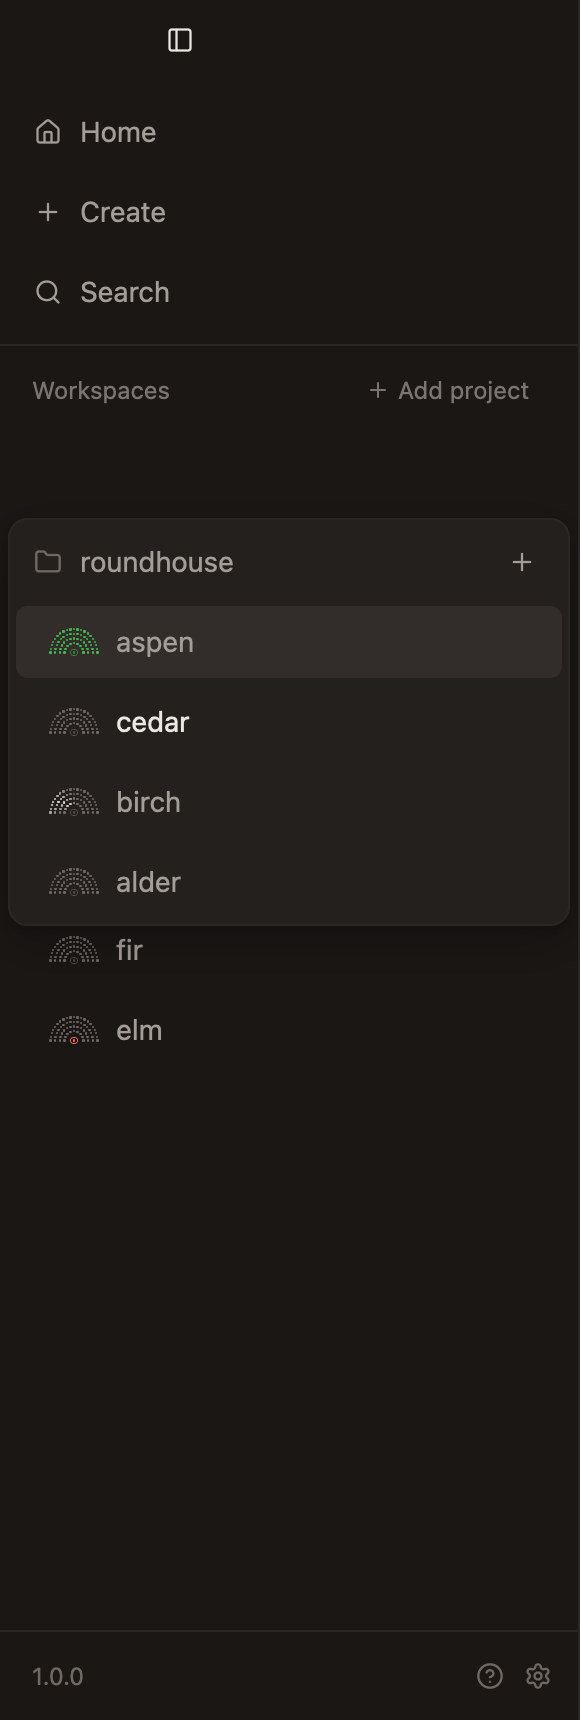 Home
Create
Search
Workspaces + Add project
roundhouse
aspen
cedar
birch
alder
fir
elm
1.0.0